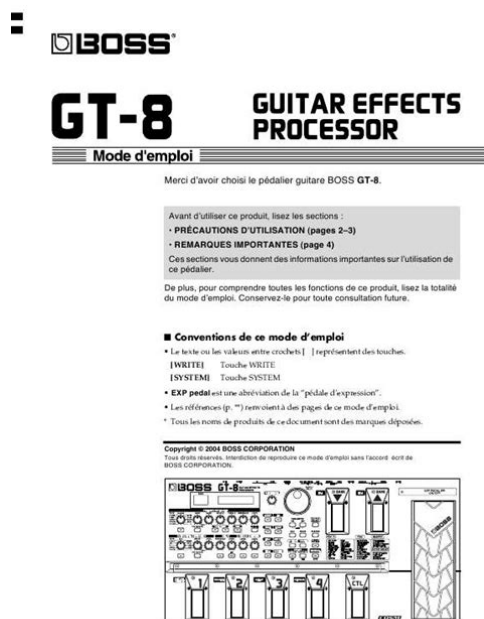 BOSS
GT-8
GUITAR EFFECTS
PROCESSOR
Mode d'emploi
Merci d'avoir choisi le pédalier guitare BOSS GT-8.
Avant d'utiliser ce produit, lisez les sections :
• PRÉCAUTIONS D'UTILISATION (pages 2–3)
• REMARQUES IMPORTANTES (page 4)
Ces sections vous donnent des informations importantes sur l'utilisation de
ce pédalier.
De plus, pour comprendre toutes les fonctions de ce produit, lisez la totalité
du mode d'emploi. Conservez-le pour toute consultation future.
■ Conventions de ce mode d'emploi
• Le texte ou les valeurs entre crochets [ ] représentent des touches.
[WRITE] Touche WRITE
[SYSTEM] Touche SYSTEM
• EXP pedal est une abréviation de la "pédale d'expression".
• Les références (p. **) renvoient à des pages de ce mode d'emploi.
* Tous les noms de produits de ce document sont des marques déposées.
Copyright © 2004 BOSS CORPORATION
Tous droits réservés. Interdiction de reproduire ce mode d'emploi sans l'accord écrit de
BOSS CORPORATION.
BOSS GT-8
BANK BANK
BOSS
1 2 3 4 CTL